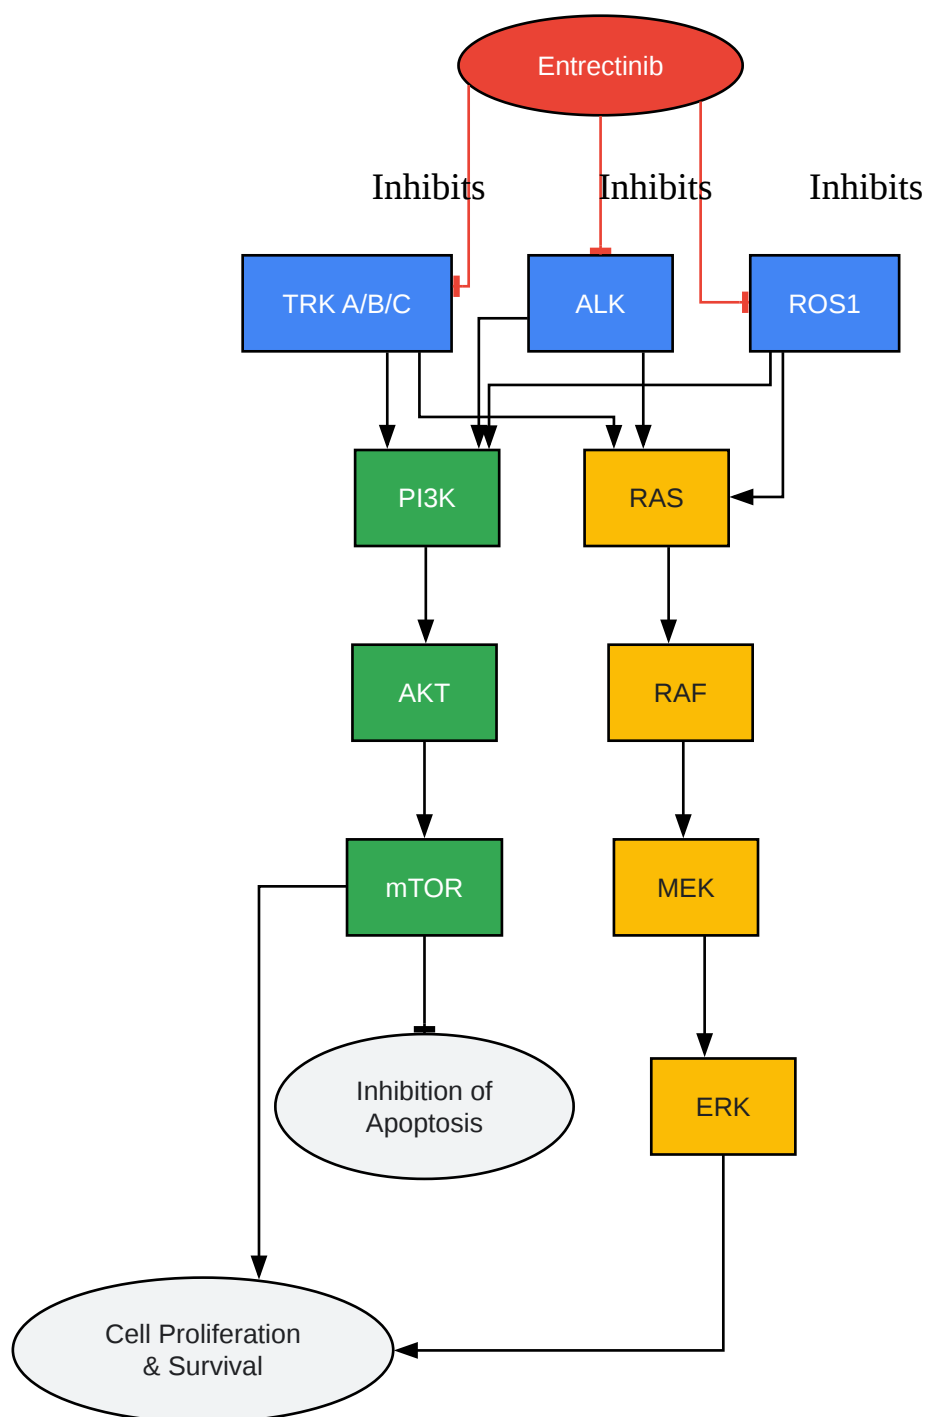 Entrectinib
Inhibits
Inhibits
Inhibits
TRK A/B/C
ALK
ROS1
PI3K
RAS
AKT
RAF
mTOR
MEK
Inhibition of
Apoptosis
ERK
Cell Proliferation
& Survival